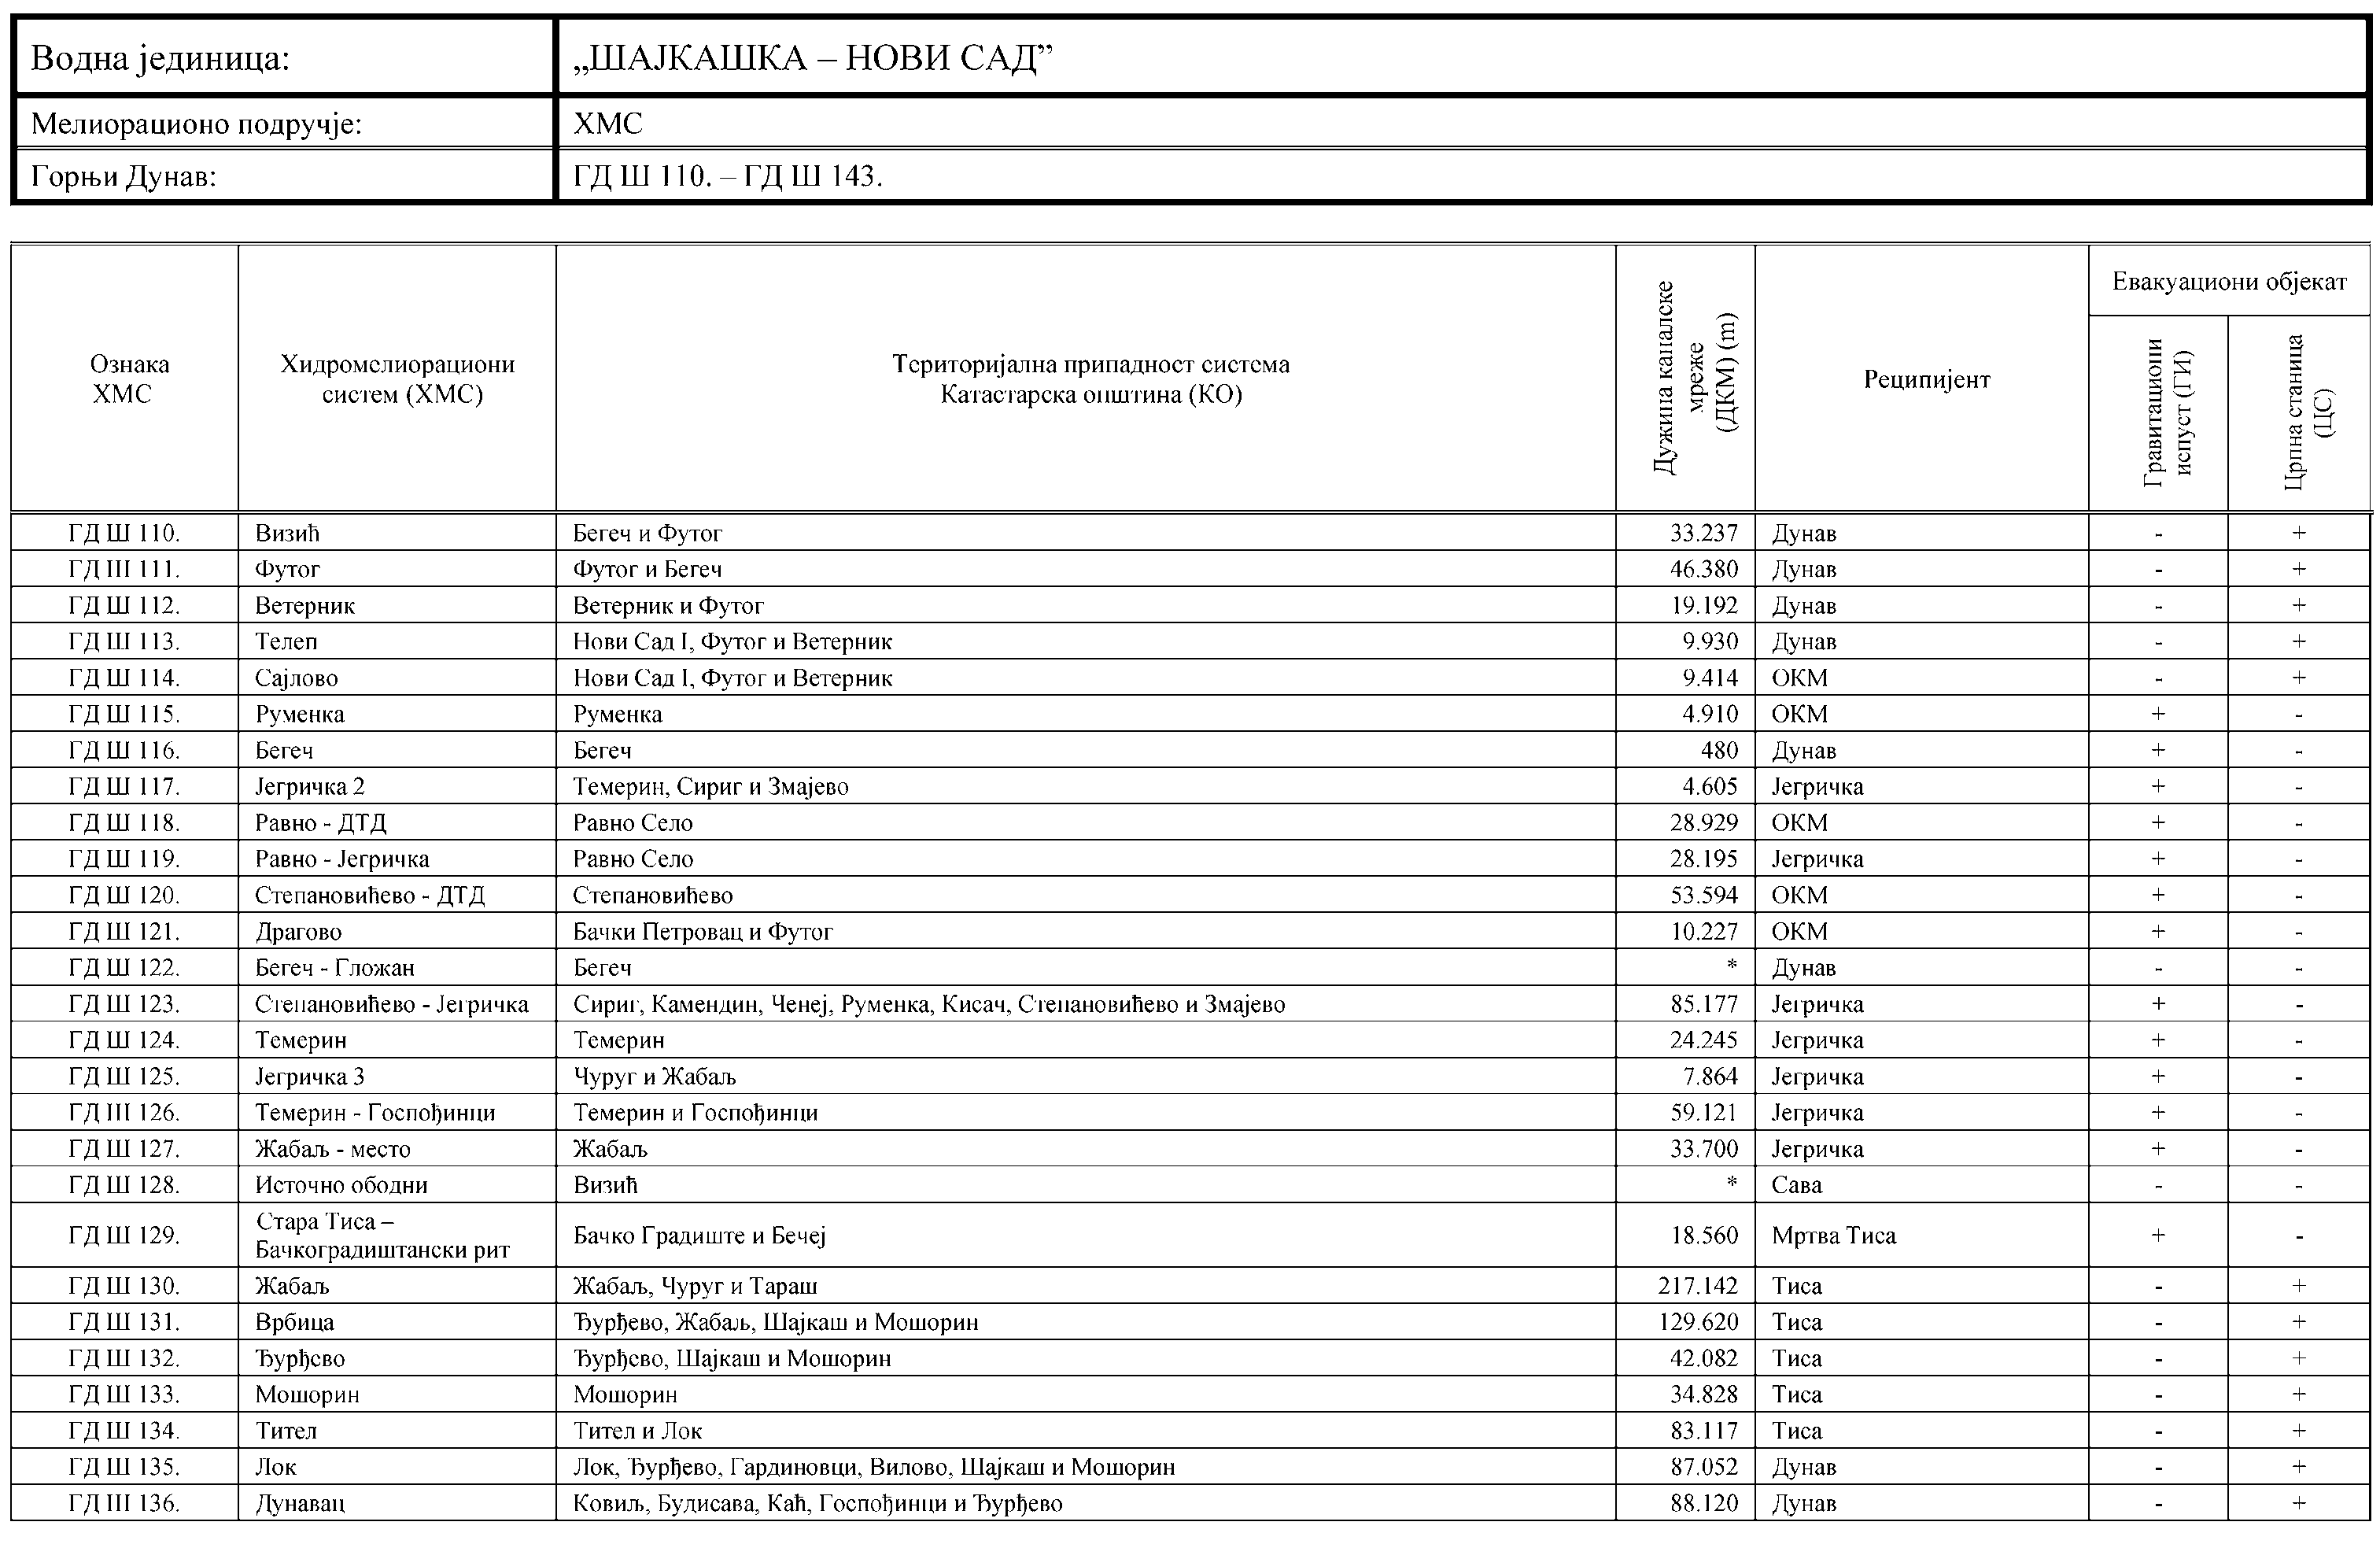 Водна јединица: „ШАЈКАШКА – НОВИ САД”
Мелиорационо подручје: ХМС
Горњи Дунав: ГД Ш 110. – ГД Ш 143.
Ознака ХМС
Хидромелиорациони систем (ХМС)
Територијална припадност система
Катастарска општина (КО)
Дужина каналске мреже (ДКМ) (m)
Реципијент
Евакуациони објекат
Гравитациони испуст (ГИ)
Црпна станица (ЦС)
ГД Ш 110. Визић Бегеч и Футог 33.237 Дунав - +
ГД Ш 111. Футог Футог и Бегеч 46.380 Дунав - +
ГД Ш 112. Ветерник Ветерник и Футог 19.192 Дунав - +
ГД Ш 113. Телеп Нови Сад I, Футог и Ветерник 9.930 Дунав - +
ГД Ш 114. Сајлово Нови Сад I, Футог и Ветерник 9.414 ОКМ - +
ГД Ш 115. Руменка Руменка 4.910 ОКМ + -
ГД Ш 116. Бегеч Бегеч 480 Дунав + -
ГД Ш 117. Јегричка 2 Темерин, Сириг и Змајево 4.605 Јегричка + -
ГД Ш 118. Равно - ДТД Равно Село 28.929 ОКМ + -
ГД Ш 119. Равно - Јегричка Равно Село 28.195 Јегричка + -
ГД Ш 120. Степановићево - ДТД Степановићево 53.594 ОКМ + -
ГД Ш 121. Драгово Бачки Петровац и Футог 10.227 ОКМ + -
ГД Ш 122. Бегеч - Гложан Бегеч * Дунав - -
ГД Ш 123. Степановићево - Јегричка Сириг, Камендин, Ченеј, Руменка, Кисач, Степановићево и Змајево 85.177 Јегричка + -
ГД Ш 124. Темерин Темерин 24.245 Јегричка + -
ГД Ш 125. Јегричка 3 Чуруг и Жабаљ 7.864 Јегричка + -
ГД Ш 126. Темерин - Госпођинци Темерин и Госпођинци 59.121 Јегричка + -
ГД Ш 127. Жабаљ - место Жабаљ 33.700 Јегричка + -
ГД Ш 128. Источно ободни Визић * Сава - -
ГД Ш 129. Стара Тиса – Бачкоградиштански рит Бачко Градиште и Бечеј 18.560 Мртва Тиса + -
ГД Ш 130. Жабаљ Жабаљ, Чуруг и Тараш 217.142 Тиса - +
ГД Ш 131. Врбица Ђурђево, Жабаљ, Шајкаш и Мошорин 129.620 Тиса - +
ГД Ш 132. Ђурђево Ђурђево, Шајкаш и Мошорин 42.082 Тиса - +
ГД Ш 133. Мошорин Мошорин 34.828 Тиса - +
ГД Ш 134. Тител Тител и Лок 83.117 Тиса - +
ГД Ш 135. Лок Лок, Ђурђево, Гардиновци, Вилово, Шајкаш и Мошорин 87.052 Дунав - +
ГД Ш 136. Дунавац Ковиљ, Будисава, Каћ, Госпођинци и Ђурђево 88.120 Дунав - +